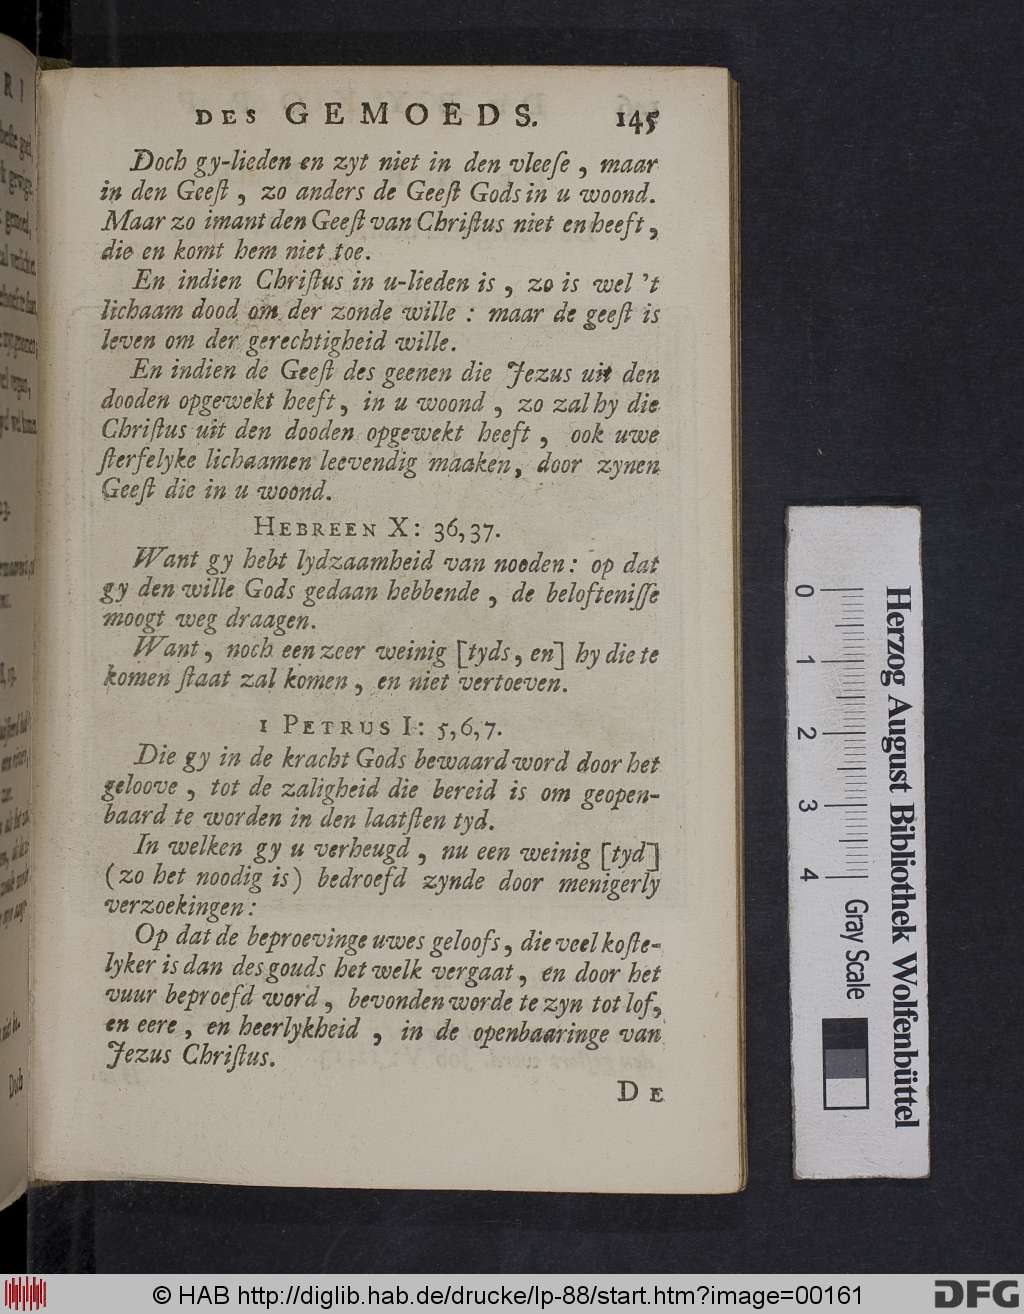 DES GEMOEDS. 145
Doch gy-lieden en zyt niet in den vleeſe, maar
in den Geeſt, zo anders de Geeſt Gods in u woond.
Maar zo imant den Geeſt van Chriſtus niet en heeft,
die en komt hem niet toe.
En indien Chriſtus in u-lieden is, zo is wel 't
lichaam dood om der zonde wille: maar de geeſt is
leven om der gerechtigheid wille.
En indien de Geeſt des geenen die Jezus uit den
dooden opgewekt heeft, in u woond, zo zal hy die
Chriſtus uit den dooden opgewekt heeft, ook uwe
ſterfelyke lichaamen leevendig maaken, door zynen
Geeſt die in u woond.
HEBREEN X: 36,37.
Want gy hebt lydzaamheid van nooden: op dat
gy den wille Gods gedaan hebbende, de belofteniſſe
moogt weg draagen.
Want, noch een zeer weinig [tyds, en] hy die te
komen ſtaat zal komen, en niet vertoeven.
1 PETRUS I: 5,6,7.
Die gy in de kracht Gods bewaard word door het
geloove, tot de zaligheid die bereid is om geopen-
baard te worden in den laatſten tyd.
In welken gy u verheugd, nu een weinig [tyd]
(zo het noodig is) bedroefd zynde door menigerly
verzoekingen:
Op dat de beproevinge uwes geloofs, die veel koſte-
lyker is dan des gouds het welk vergaat, en door het
vuur beproefd word, bevonden worde te zyn tot lof,
en eere, en heerlykheid, in de openbaaringe van
Jezus Chriſtus.
DE
Doch
0 1 2 3 4 Gray Scale
Herzog August Bibliothek Wolfenbüttel
© HAB http://diglib.hab.de/drucke/lp-88/start.htm?image=00161
DFG